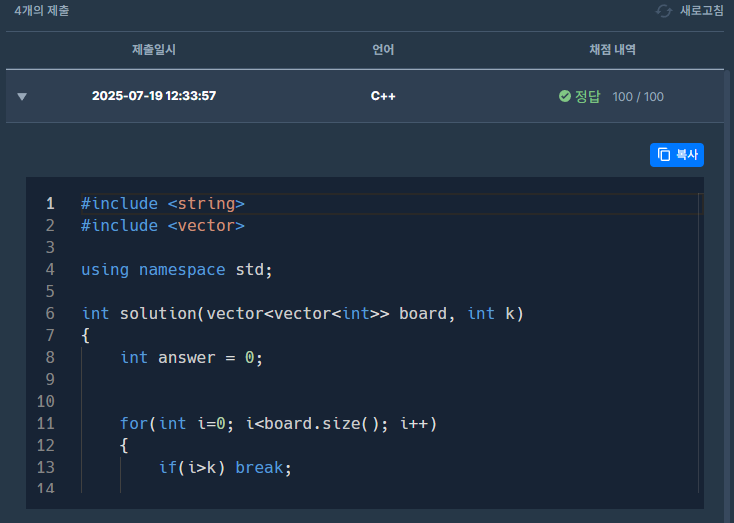 4개의 제출 새로고침
제출일시 언어 채점 내역
2025-07-19 12:33:57 C++ 정답 100 / 100
복사
1 #include <string>
2 #include <vector>
3
4 using namespace std;
5
6 int solution(vector<vector<int>> board, int k)
7 {
8 int answer = 0;
9
10
11 for(int i=0; i<board.size(); i++)
12 {
13 if(i>k) break;
14